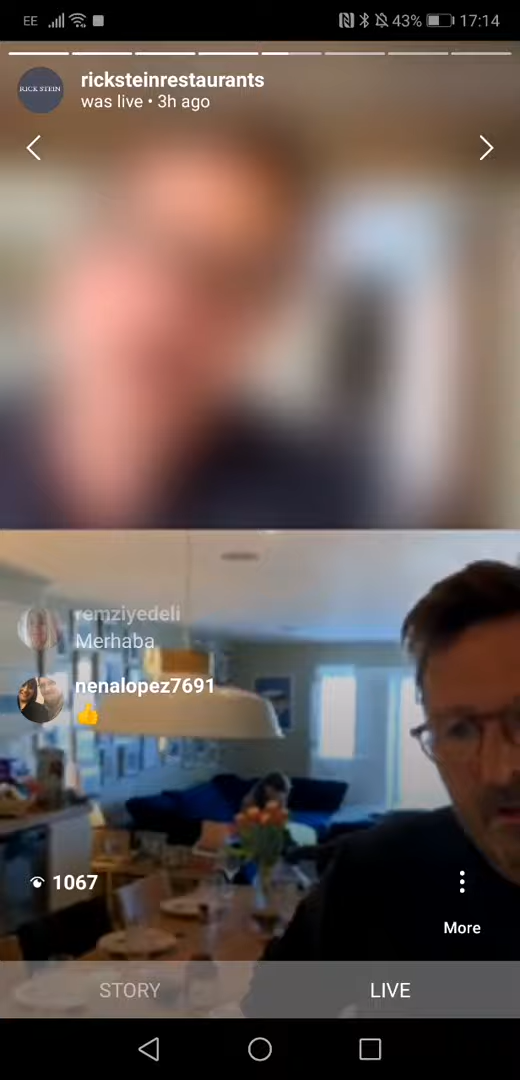 EE 43% 17:14
RICK STEIN
ricksteinrestaurants
was live • 3h ago
remziyedeli
Merhaba
nenalopez7691
👍
1067
More
STORY LIVE